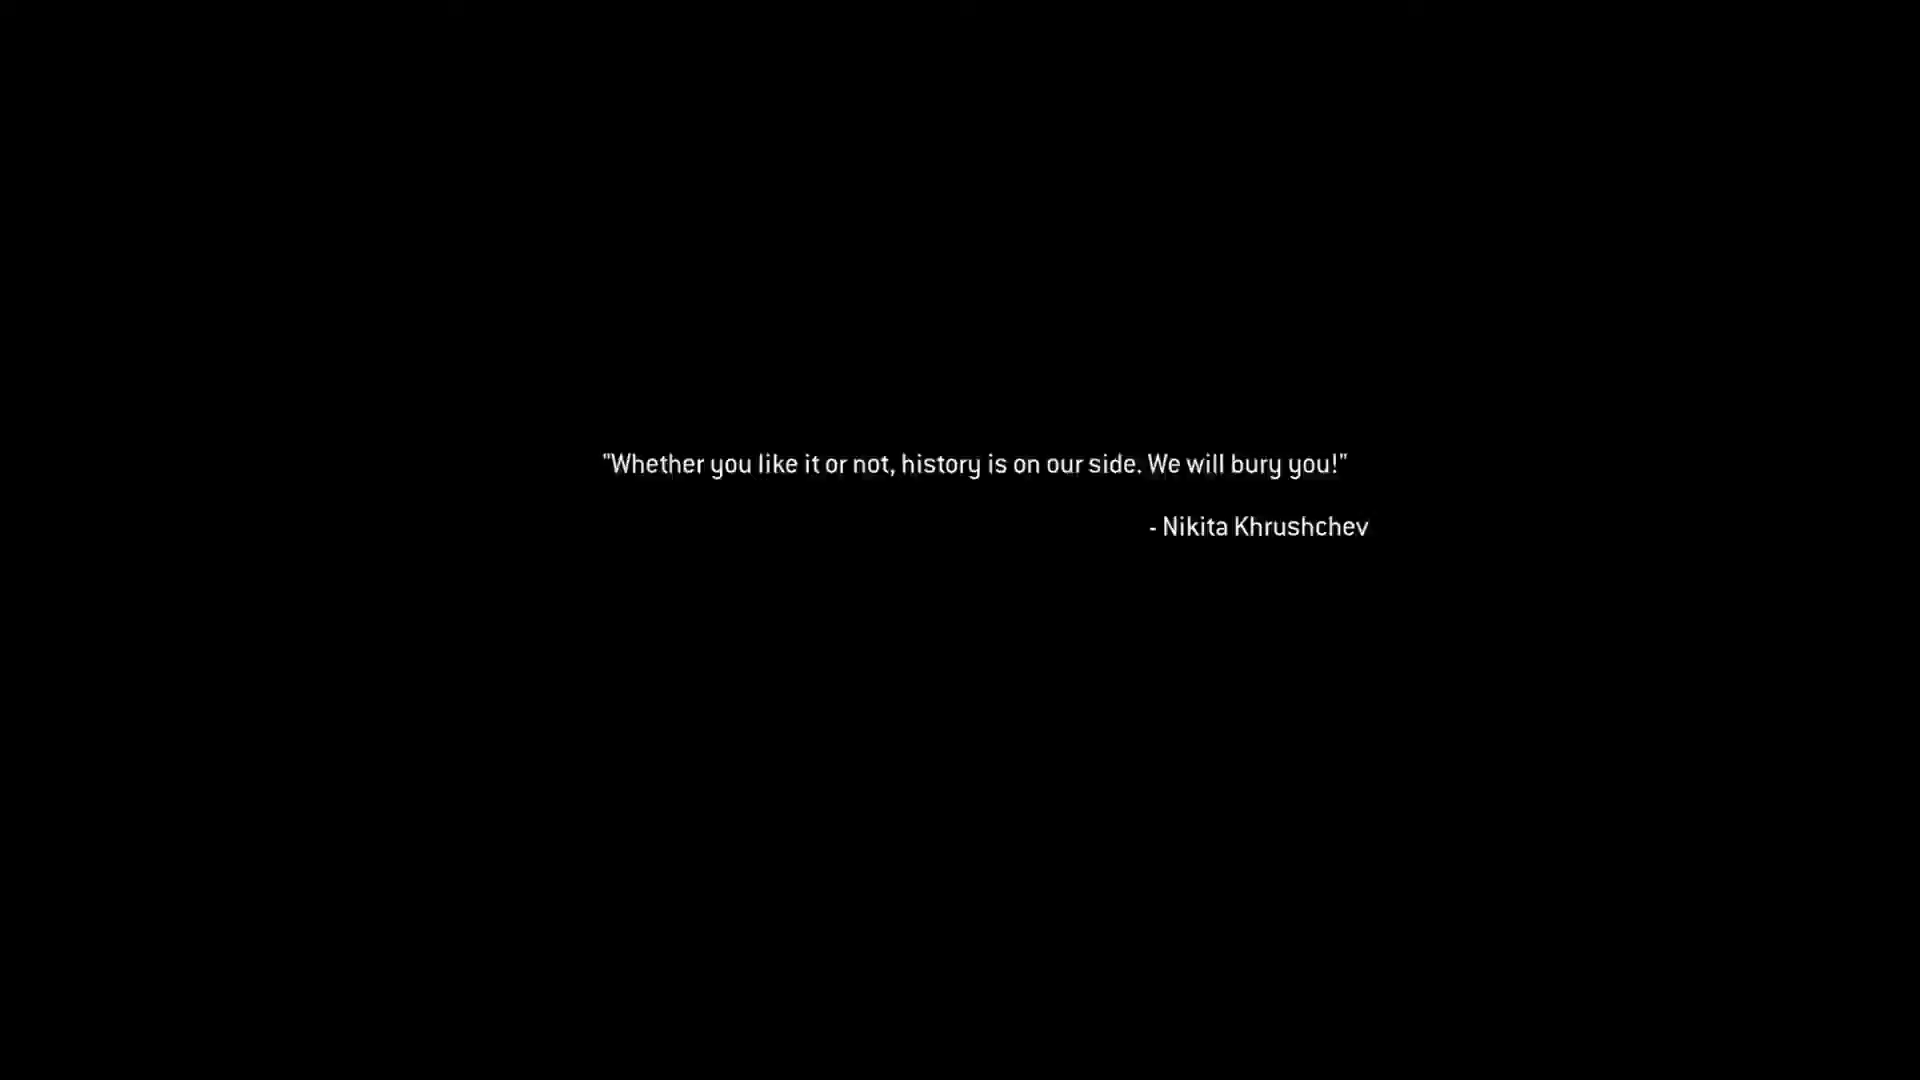 "Whether you like it or not, history is on our side. We will bury you!"
- Nikita Khrushchev